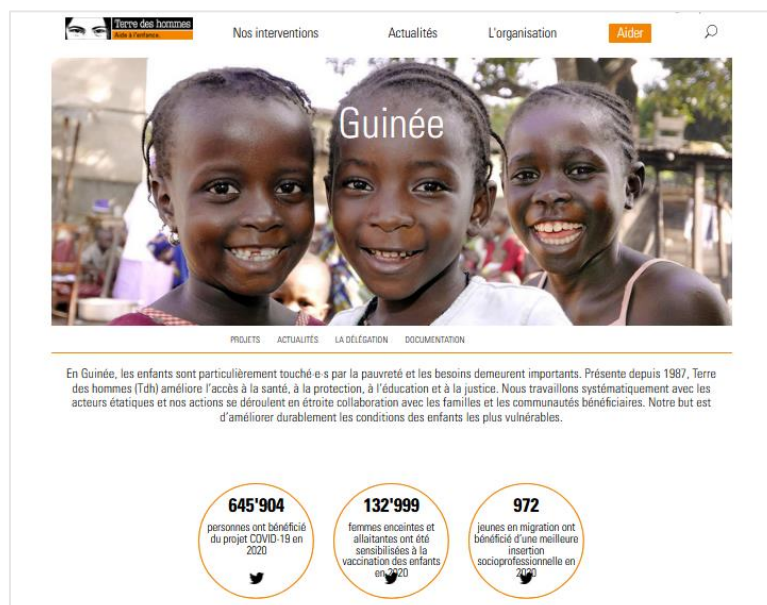 Terre des hommes
Aide à l'enfance.
Nos interventions
Actualités
L'organisation
Aider
Guinée
PROJETS
ACTUALITÉS
LA DÉLÉGATION
DOCUMENTATION
En Guinée, les enfants sont particulièrement touché·e·s par la pauvreté et les besoins demeurent importants. Présente depuis 1987, Terre
des hommes (Tdh) améliore l'accès à la santé, à la protection, à l'éducation et à la justice. Nous travaillons systématiquement avec les
acteurs étatiques et nos actions se déroulent en étroite collaboration avec les familles et les communautés bénéficiaires. Notre but est
d'améliorer durablement les conditions des enfants les plus vulnérables.
645'904
personnes ont bénéficié
du projet COVID-19 en
2020
132'999
femmes enceintes et
allaitantes ont été
sensibilisées à la
vaccination des enfants
en 2020
972
jeunes en migration ont
bénéficié d'une meilleure
insertion
socioprofessionnelle en
2020